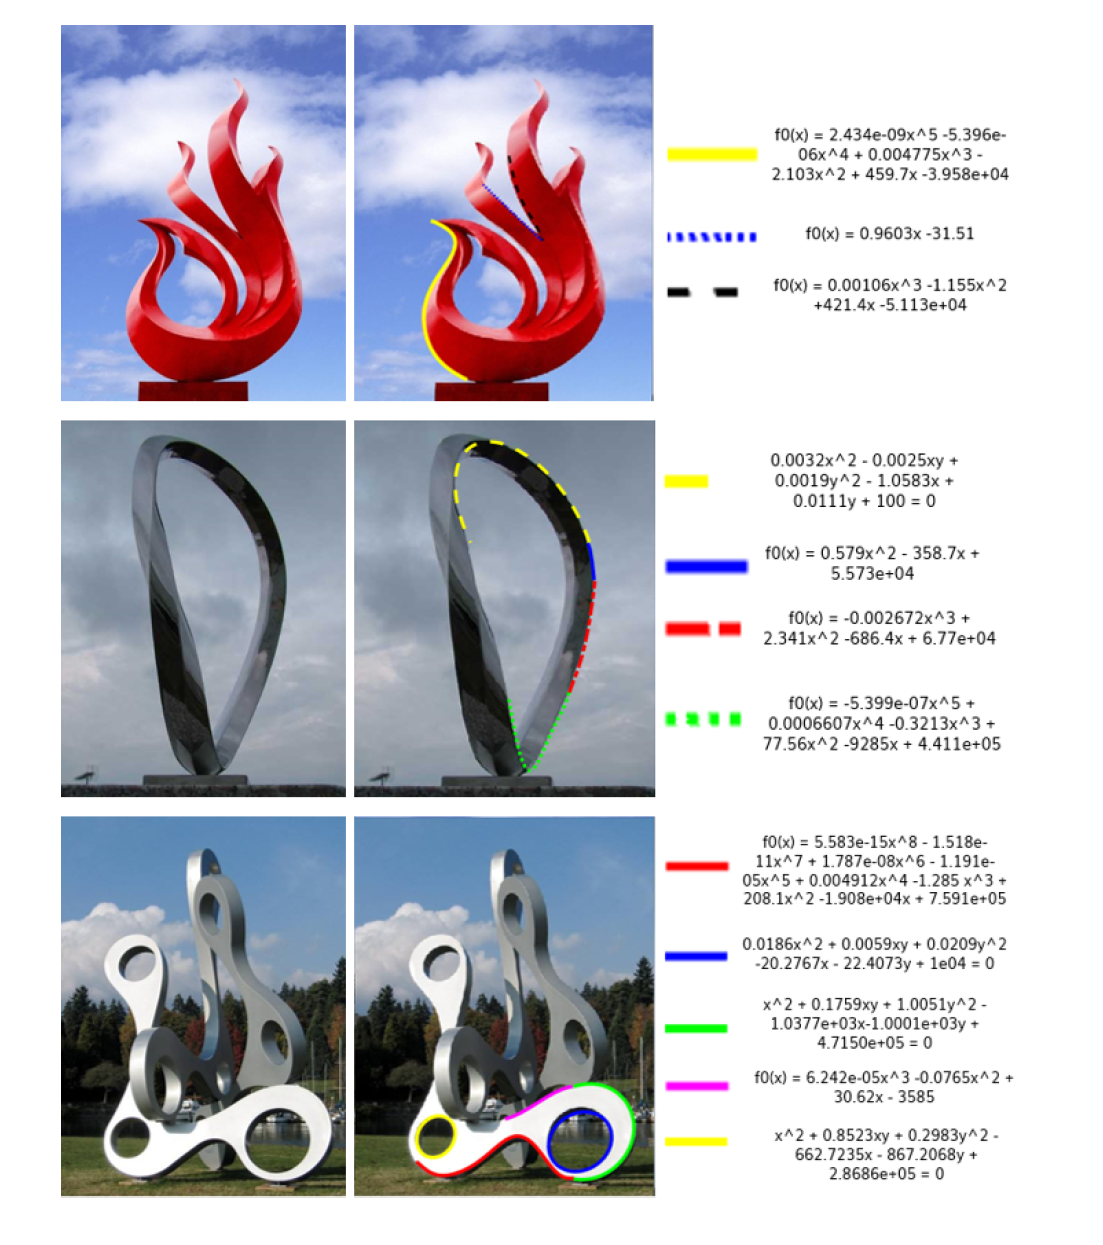 f0(x) = 2.434e-09x^5 -5.396e-
06x^4 + 0.004775x^3 -
2.103x^2 + 459.7x -3.958e+04
f0(x) = 0.9603x -31.51
f0(x) = 0.00106x^3 -1.155x^2
+421.4x -5.113e+04
0.0032x^2 - 0.0025xy +
0.0019y^2 - 1.0583x +
0.0111y + 100 = 0
f0(x) = 0.579x^2 - 358.7x +
5.573e+04
f0(x) = -0.002672x^3 +
2.341x^2 -686.4x + 6.77e+04
f0(x) = -5.399e-07x^5 +
0.0006607x^4 -0.3213x^3 +
77.56x^2 -9285x + 4.411e+05
f0(x) = 5.583e-15x^8 - 1.518e-
11x^7 + 1.787e-08x^6 - 1.191e-
05x^5 + 0.004912x^4 -1.285 x^3 +
208.1x^2 -1.908e+04x + 7.591e+05
0.0186x^2 + 0.0059xy + 0.0209y^2
-20.2767x - 22.4073y + 1e04 = 0
x^2 + 0.1759xy + 1.0051y^2 -
1.0377e+03x-1.0001e+03y +
4.7150e+05 = 0
f0(x) = 6.242e-05x^3 -0.0765x^2 +
30.62x - 3585
x^2 + 0.8523xy + 0.2983y^2 -
662.7235x - 867.2068y +
2.8686e+05 = 0